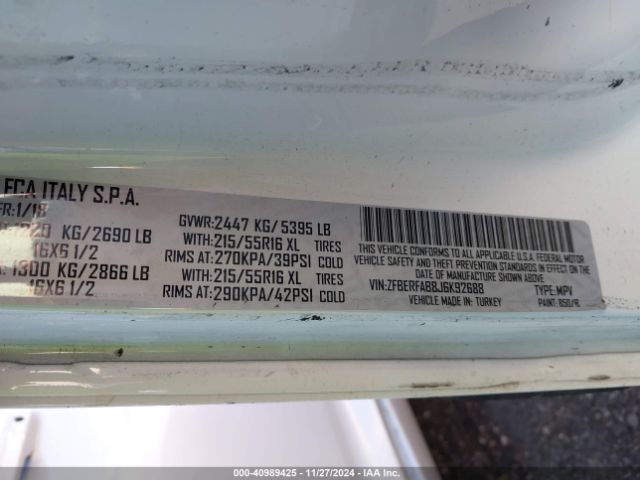 FCA ITALY S.P.A.
FR:1/18
GVWR:2447 KG/5395 LB
KG/2690 LB
WITH:215/55R16 XL TIRES
16X6 1/2
RIMS AT:270KPA/39PSI COLD
1300 KG/2866 LB
WITH:215/55R16 XL TIRES
16X6 1/2
RIMS AT:290KPA/42PSI COLD
THIS VEHICLE CONFORMS TO ALL U.S.A. FEDERAL MOTOR
VEHICLE SAFETY AND THEFT PREVENTION STANDARDS IN
EFFECT ON THE DATE OF MANUFACTURE SHOWN ABOVE
VIN:ZFBERFAB8J6K92688 TYPE:MPV
VEHICLE MADE IN: TURKEY PAINT:
000-40989425 - 11/27/2024 - IAA Inc.